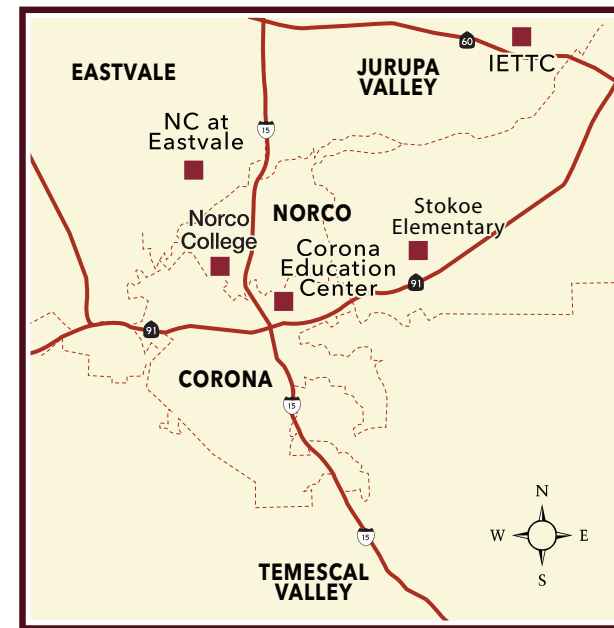 60
IETTC
EASTVALE
JURUPA
VALLEY
NC at
Eastvale
15
Norco
College
NORCO
Stokoe
Elementary
Corona
Education
Center
91
91
CORONA
15
15
TEMESCAL
VALLEY
N
W
E
S